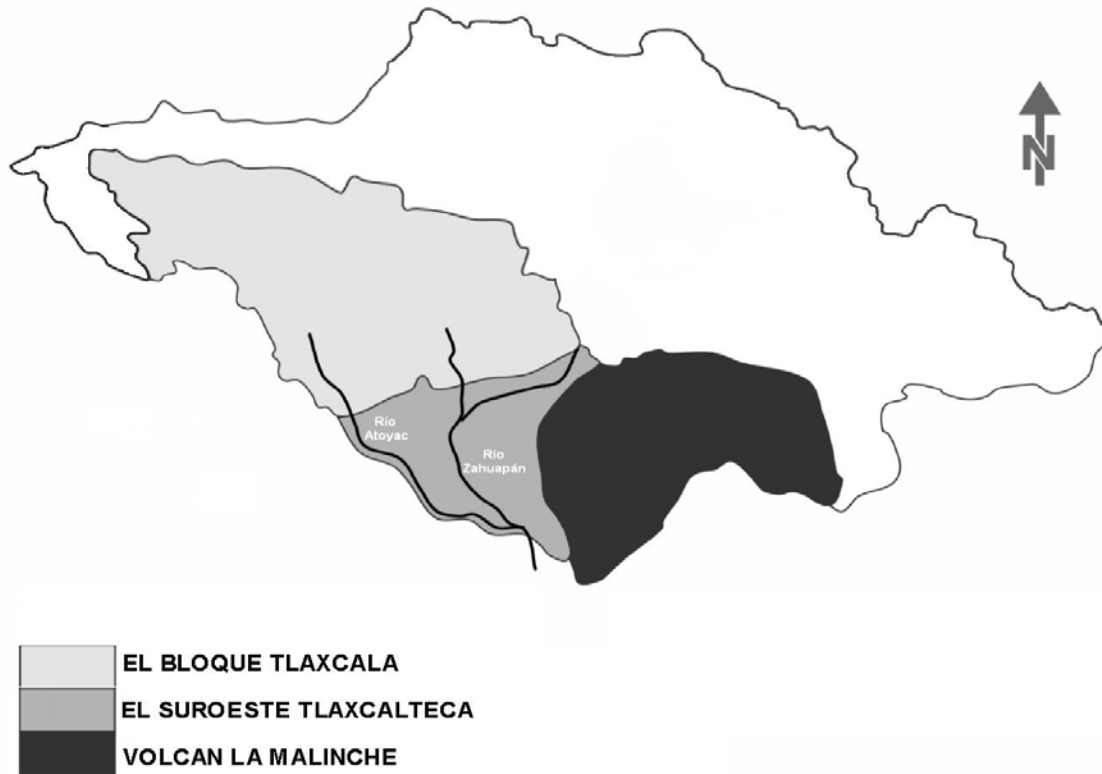 N
Río
Atoyac
Río
Zahuapán
EL BLOQUE TLAXCALA
EL SUROESTE TLAXCALTECA
VOLCAN LA MALINCHE